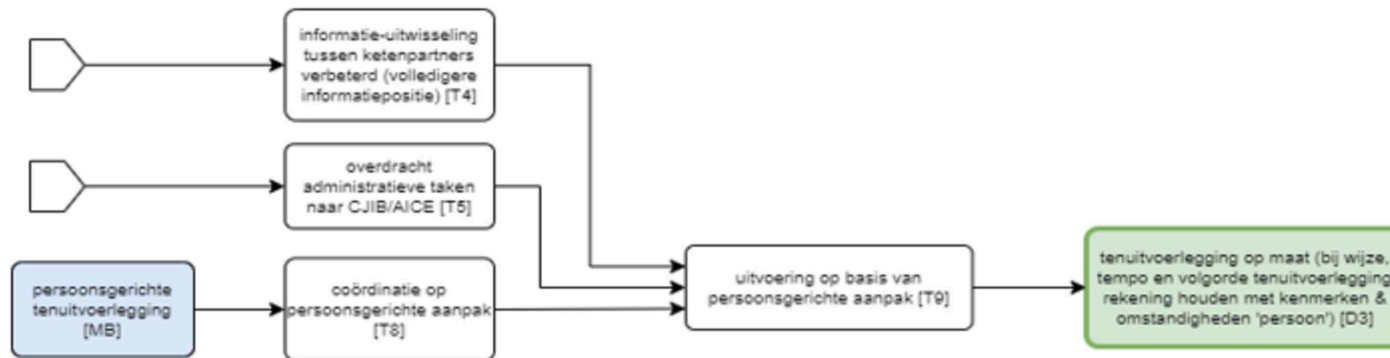 informatie-uitwisseling
tussen ketenpartners
verbeterd (volledigere
informatiepositie) [T4]
overdracht
administratieve taken
naar CJIB/AICE [T5]
persoonsgerichte
tenuitvoerlegging
[MB]
coördinatie op
persoonsgerichte aanpak
[T8]
uitvoering op basis van
persoonsgerichte aanpak [T9]
tenuitvoerlegging op maat (bij wijze,
tempo en volgorde tenuitvoerlegging
rekening houden met kenmerken &
omstandigheden 'persoon') [D3]